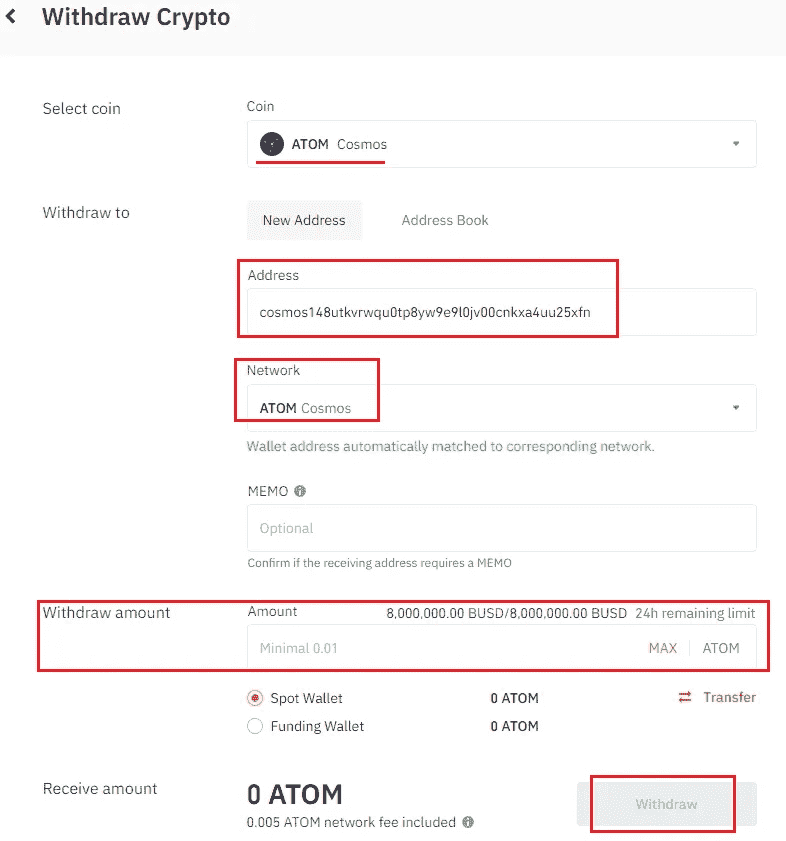 Withdraw Crypto
Select coin
Coin
ATOM Cosmos
Withdraw to
New Address
Address Book
Address
cosmos148utkvrwqu0tp8yw9e9l0jv00cnkxa4uu25xfn
Network
ATOM Cosmos
Wallet address automatically matched to corresponding network.
MEMO
Optional
Confirm if the receiving address requires a MEMO
Withdraw amount
Amount
8,000,000.00 BUSD/8,000,000.00 BUSD 24h remaining limit
Minimal 0.01
MAX
ATOM
Spot Wallet 0 ATOM
Transfer
Funding Wallet 0 ATOM
Receive amount
0 ATOM
0.005 ATOM network fee included
Withdraw